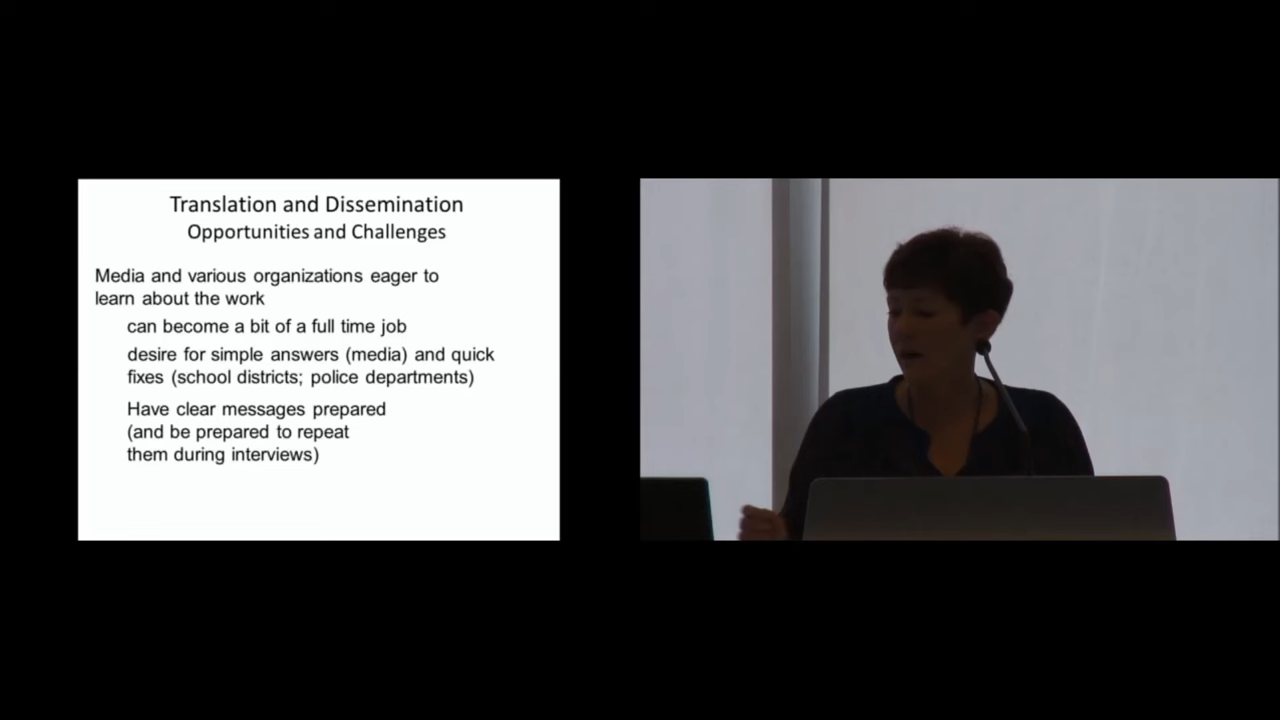 Translation and Dissemination
Opportunities and Challenges
Media and various organizations eager to
learn about the work
can become a bit of a full time job
desire for simple answers (media) and quick
fixes (school districts; police departments)
Have clear messages prepared
(and be prepared to repeat
them during interviews)